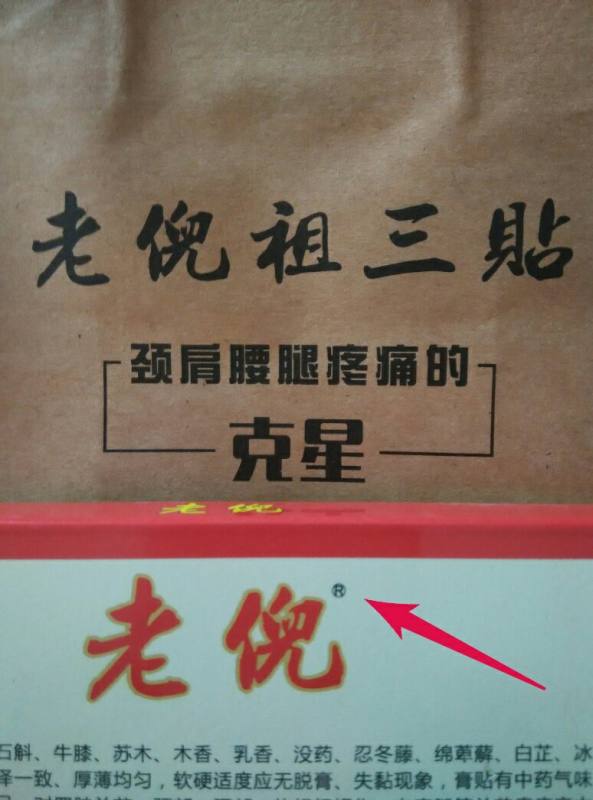 老倪祖三貼
颈肩腰腿疼痛的
克星
老倪
老倪®
石斛、牛膝、苏木、木香、乳香、没药、忍冬藤、绵萆薢、白芷、冰
泽一致、厚薄均匀，软硬适度应无脱膏、失黏现象，膏贴有中药气味